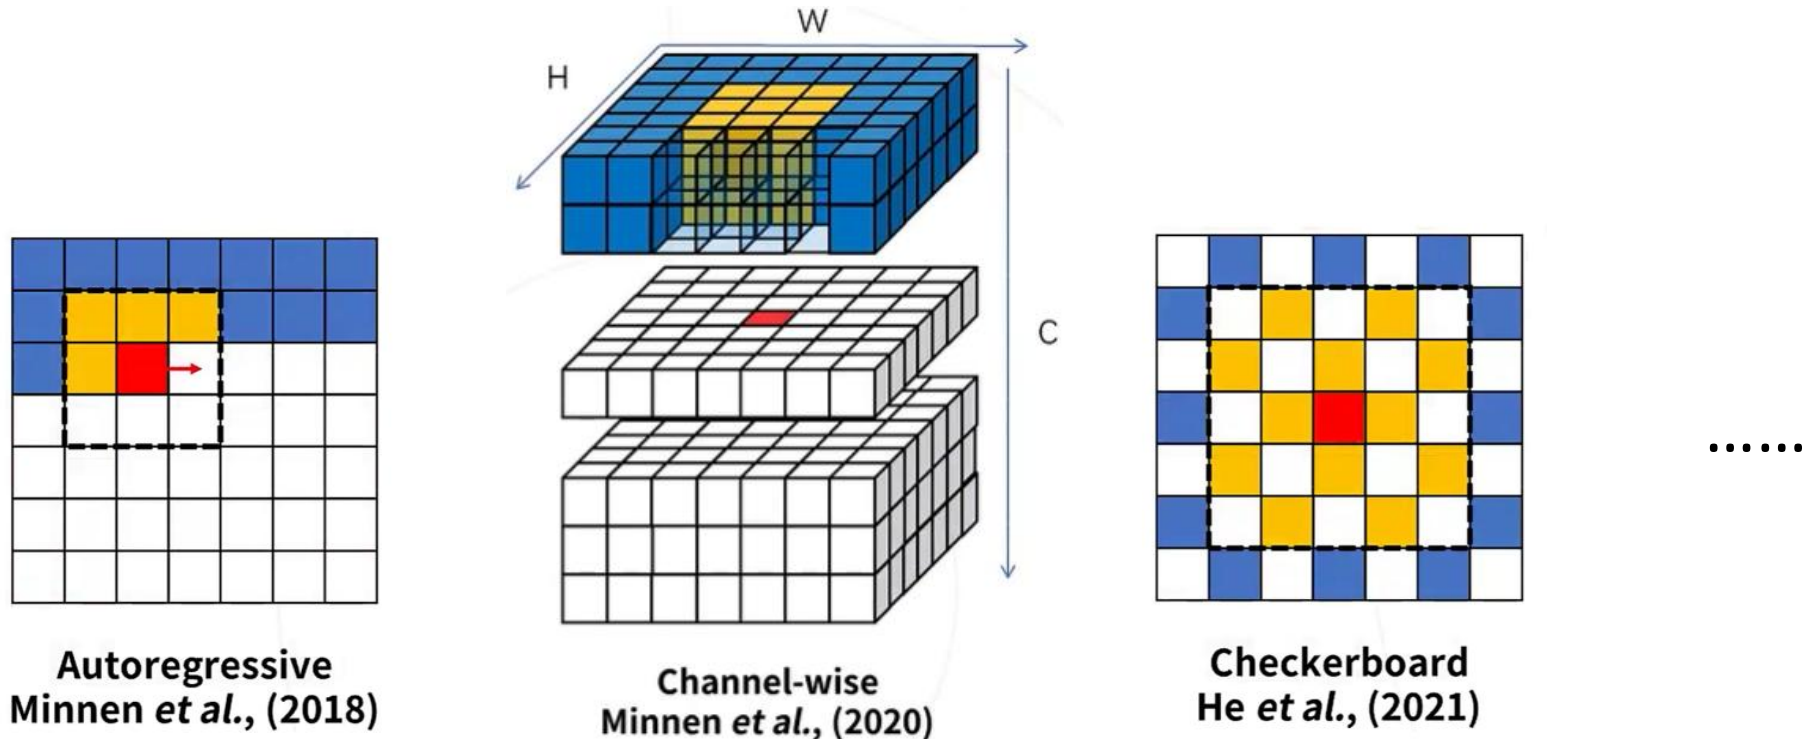 W
H
C
Autoregressive
Minnen et al., (2018)
Channel-wise
Minnen et al., (2020)
Checkerboard
He et al., (2021)
......